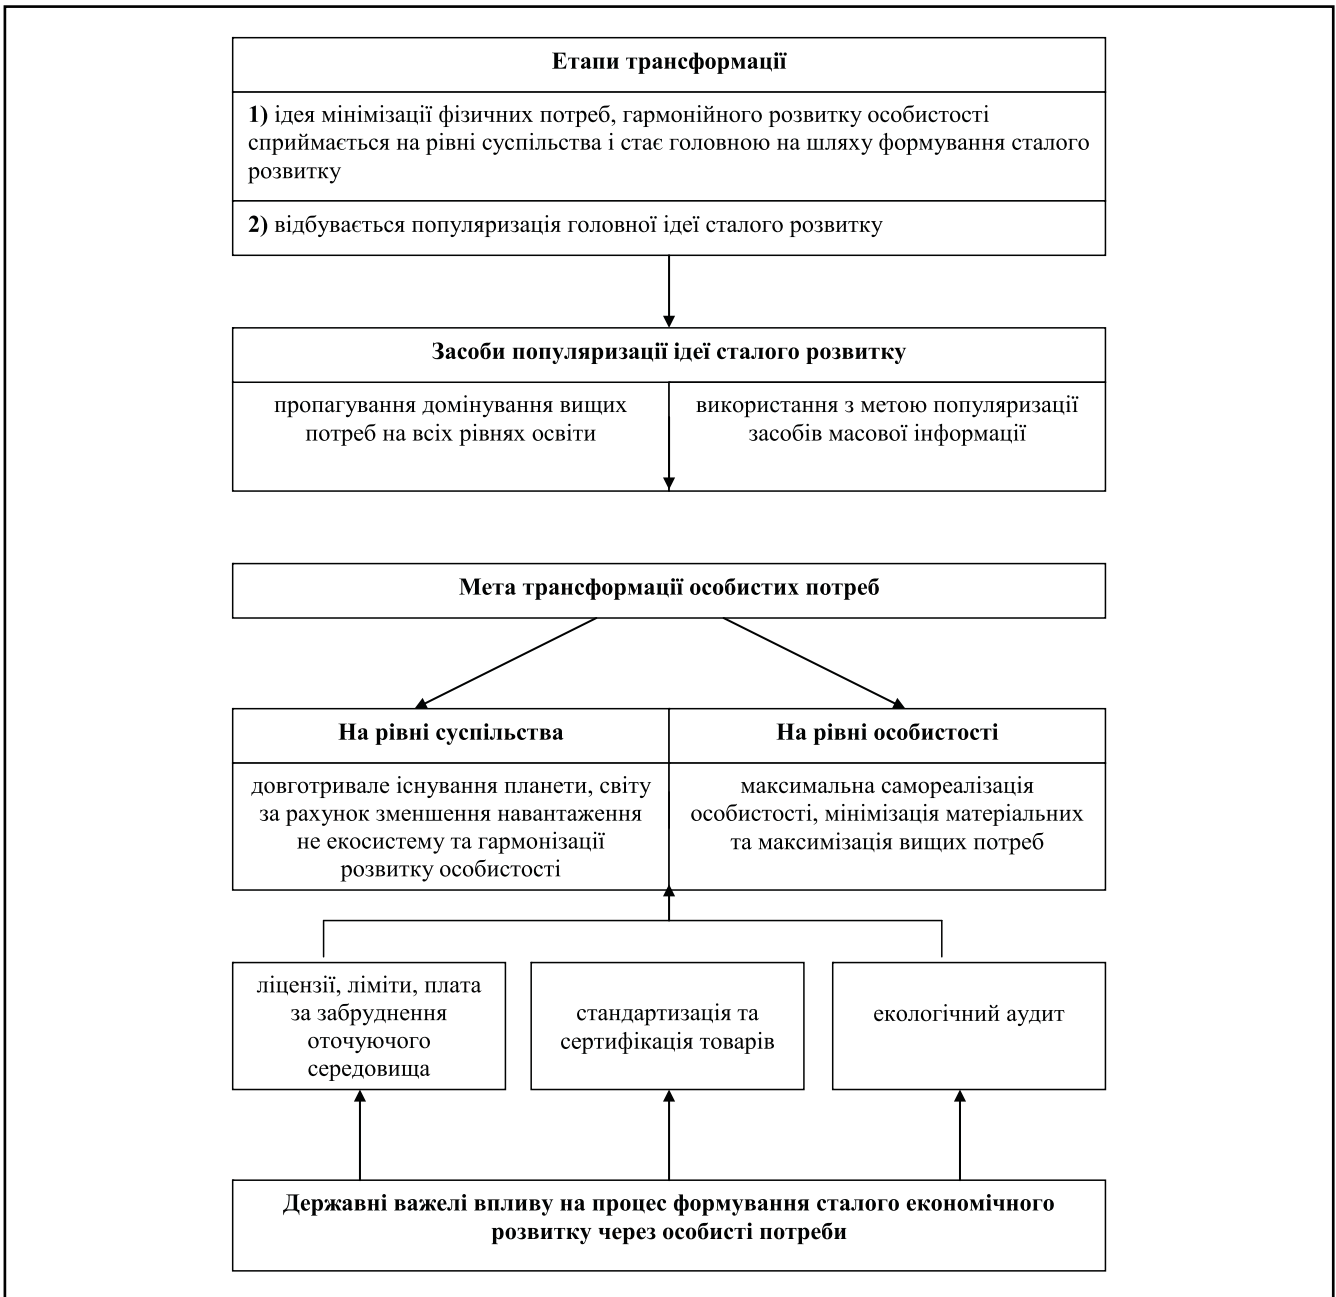 Етапи трансформації
1) ідея мінімізації фізичних потреб, гармонійного розвитку особистості
сприймається на рівні суспільства і стає головною на шляху формування сталого
розвитку
2) відбувається популяризація головної ідеї сталого розвитку
Засоби популяризації ідеї сталого розвитку
пропагування домінування вищих
потреб на всіх рівнях освіти
використання з метою популяризації
засобів масової інформації
Мета трансформації особистих потреб
На рівні суспільства
довготривале існування планети, світу
за рахунок зменшення навантаження
не екосистему та гармонізації
розвитку особистості
На рівні особистості
максимальна самореалізація
особистості, мінімізація матеріальних
та максимізація вищих потреб
ліцензії, ліміти, плата
за забруднення
оточуючого
середовища
стандартизація та
сертифікація товарів
екологічний аудит
Державні важелі впливу на процес формування сталого економічного
розвитку через особисті потреби